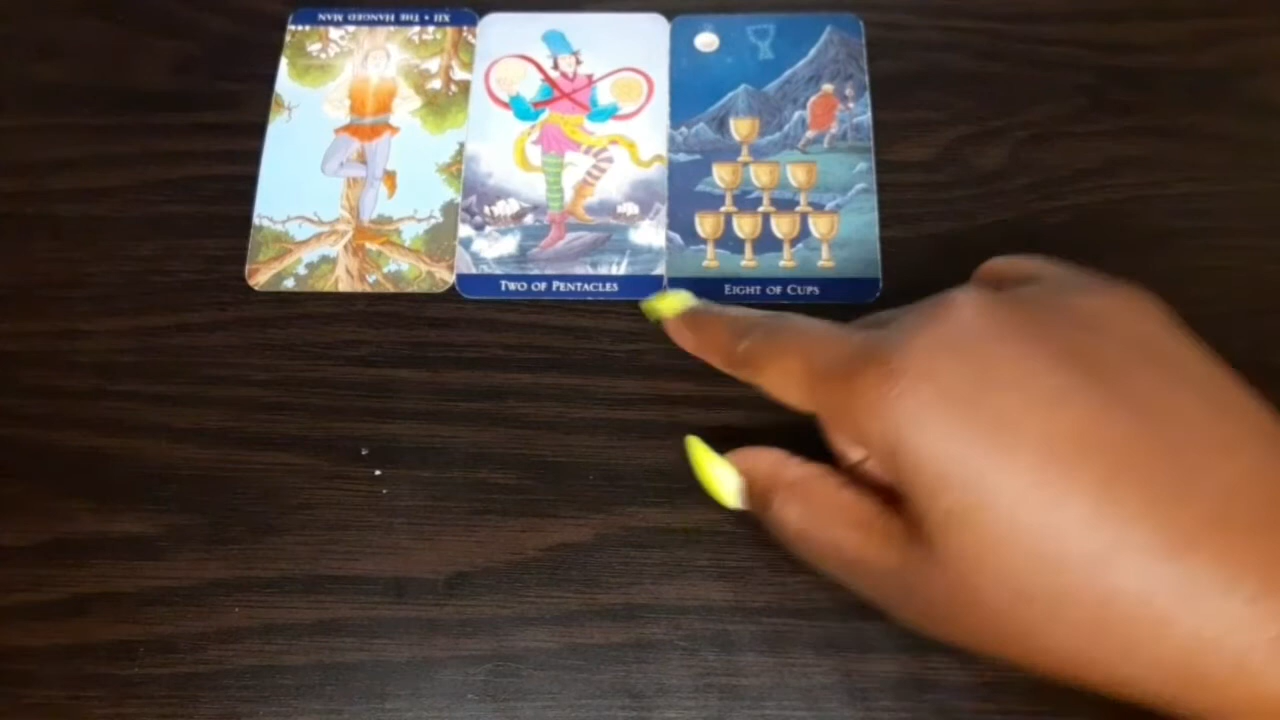 XII • The Hanged Man
Two of Pentacles
Eight of Cups